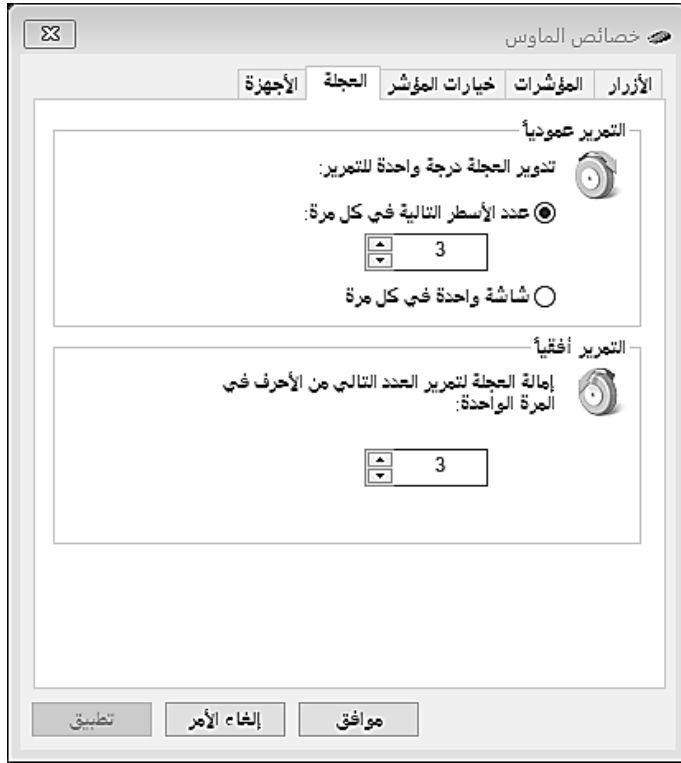 خصائص الماوس
الأزرار المؤشرات خيارات المؤشر العجلة الأجهزة
التمرير عمودياً
تدوير العجلة درجة واحدة للتمرير:
عدد الأسطر التالية في كل مرة:
3
شاشة واحدة في كل مرة
التمرير أفقياً
إمالة العجلة لتمرير العدد التالي من الأحرف في
المرة الواحدة:
3
موافق إلغاء الأمر تطبيق